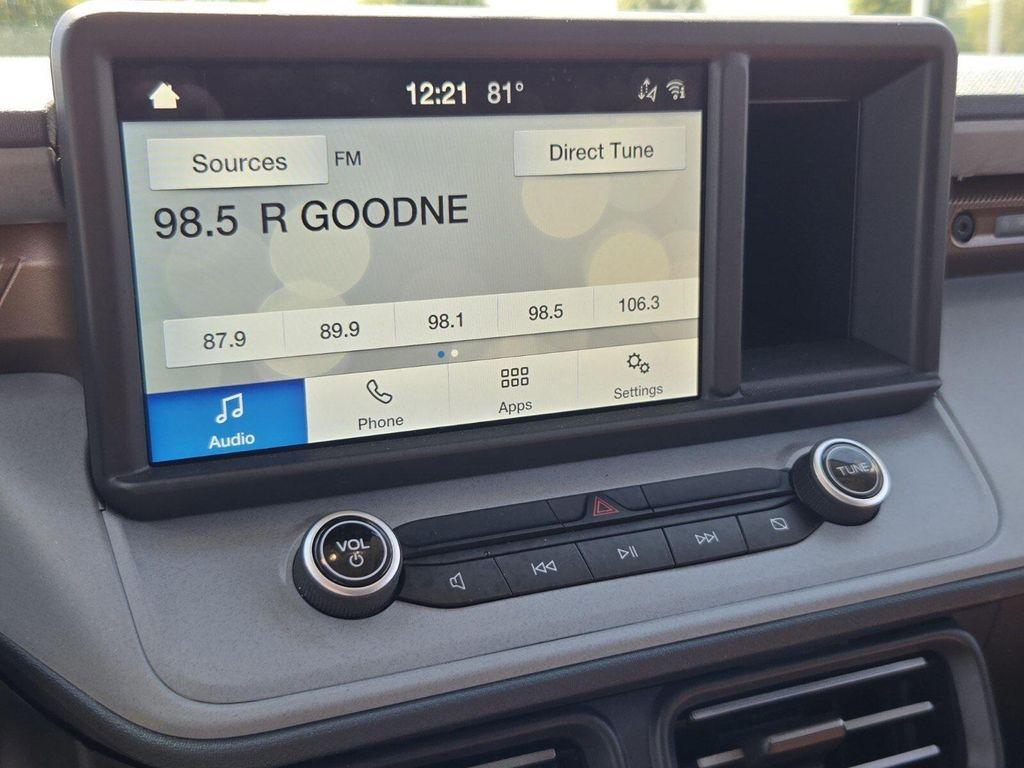 12:21 81°
Sources FM Direct Tune
98.5 R GOODNE
87.9 89.9 98.1 98.5 106.3
Audio Phone Apps Settings
VOL
TUNE